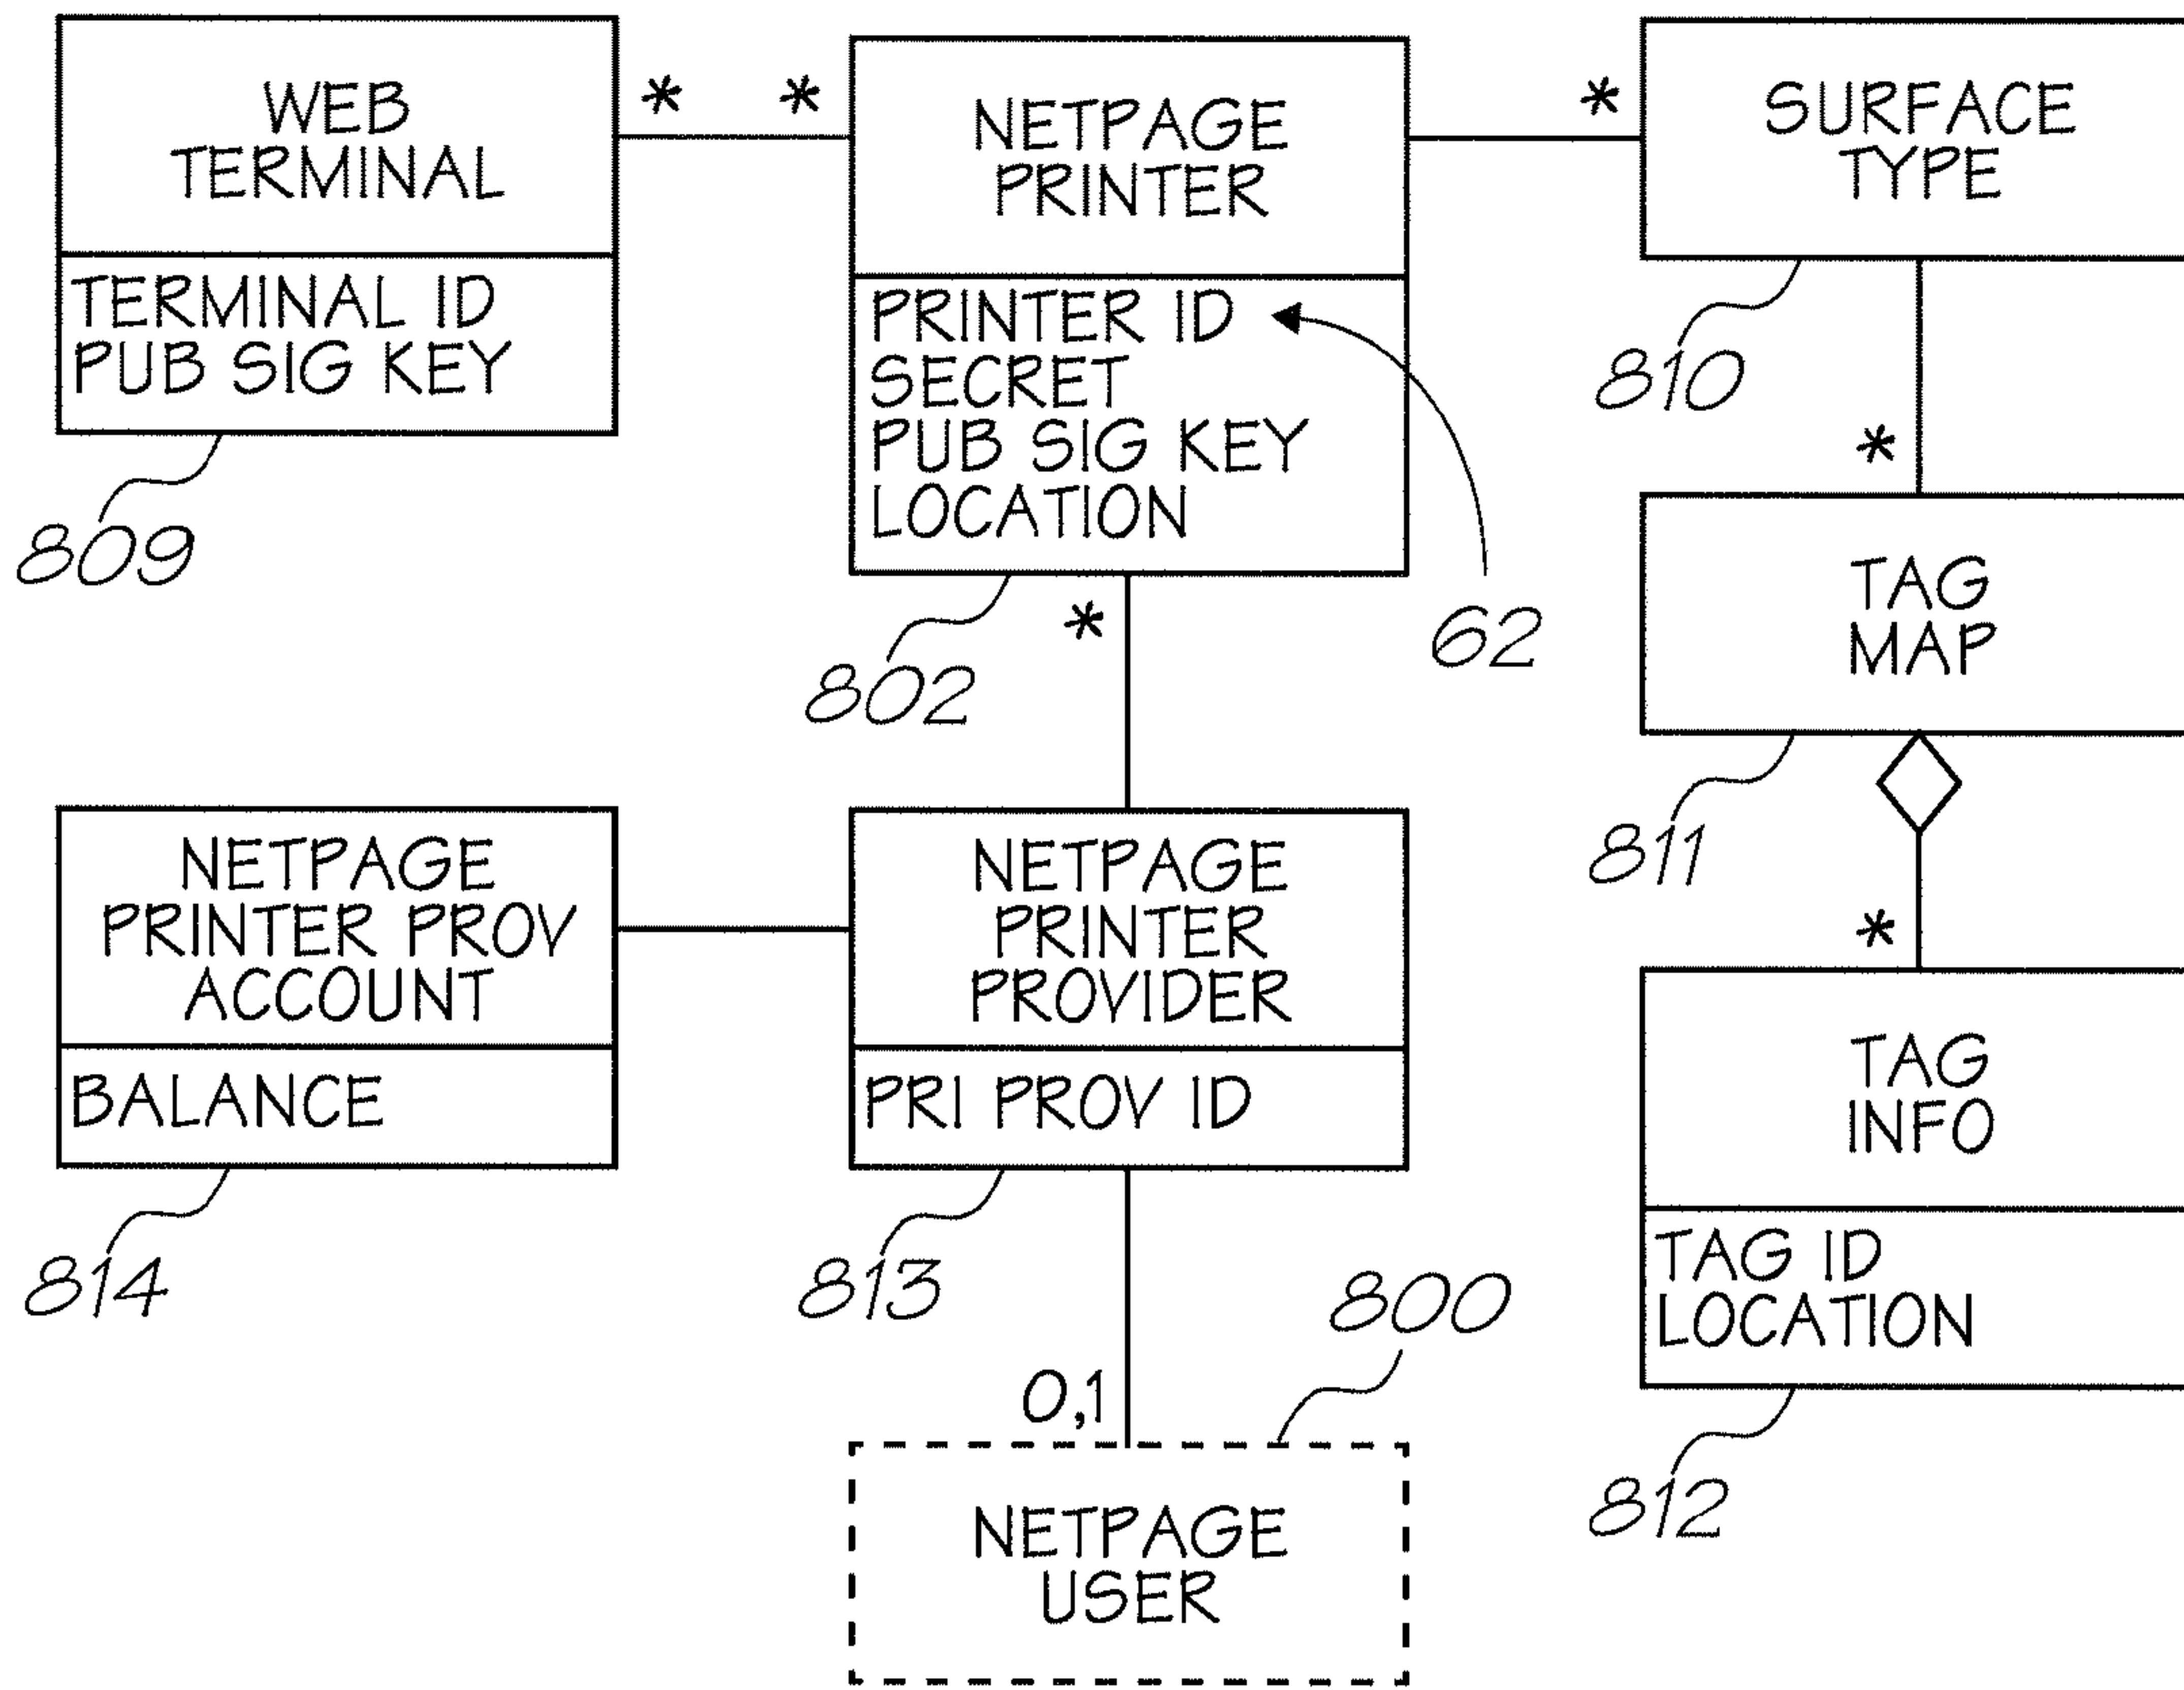 WEB
TERMINAL
TERMINAL ID
PUB SIG KEY
809
* *
NETPAGE
PRINTER
PRINTER ID
SECRET
PUB SIG KEY
LOCATION
802
62
*
*
SURFACE
TYPE
810
*
TAG
MAP
811
*
NETPAGE
PRINTER PROV
ACCOUNT
BALANCE
814
NETPAGE
PRINTER
PROVIDER
PRI PROV ID
813
TAG
INFO
TAG ID
LOCATION
812
800
0,1
NETPAGE
USER